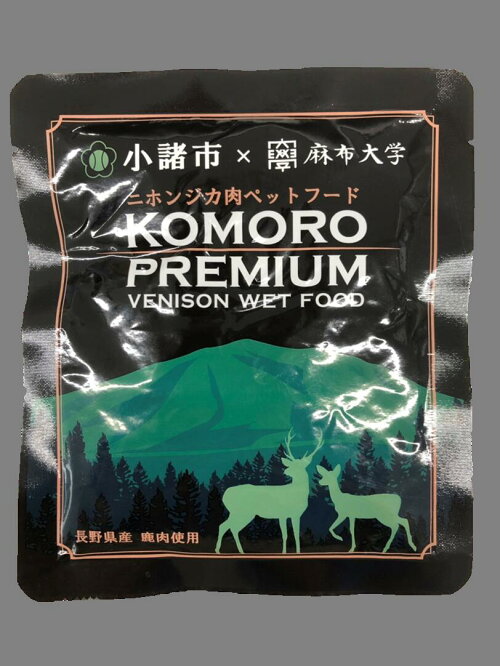 小諸市 × 麻布大学
ニホンジカ肉ペットフード
KOMORO
PREMIUM
VENISON WET FOOD
長野県産 鹿肉使用